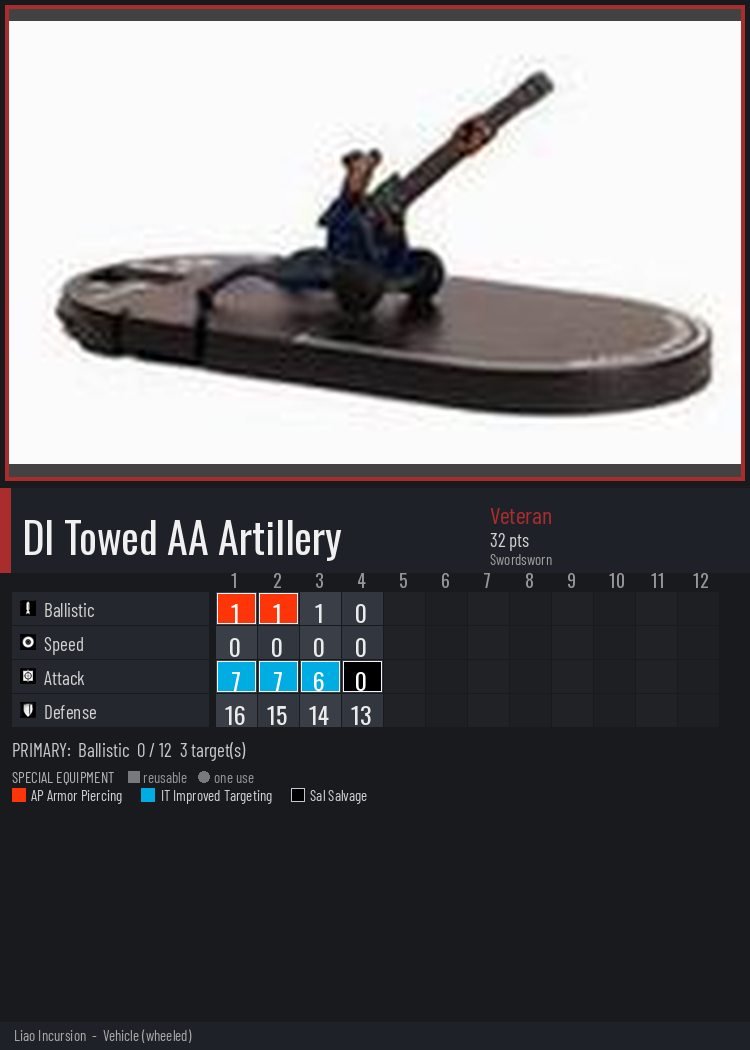 DI Towed AA Artillery
Veteran
32 pts
Swordsworn
1 2 3 4 5 6 7 8 9 10 11 12
Ballistic 1 1 1 0
Speed 0 0 0 0
Attack 7 7 6 0
Defense 16 15 14 13
PRIMARY: Ballistic 0 / 12 3 target(s)
SPECIAL EQUIPMENT reusable one use
AP Armor Piercing IT Improved Targeting Sal Salvage
Liao Incursion - Vehicle (wheeled)